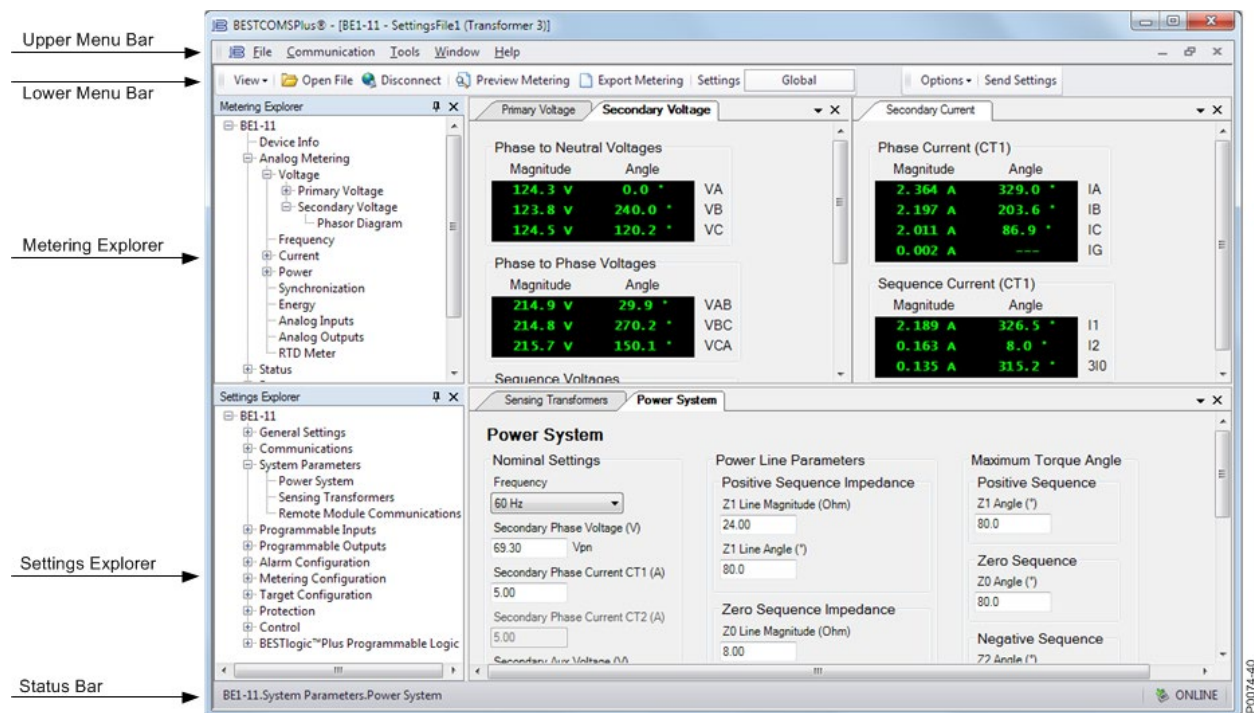 Upper Menu Bar
Lower Menu Bar
Metering Explorer
Settings Explorer
Status Bar
BESTCOMSPlus® - [BE1-11 - SettingsFile1 (Transformer 3)]
File Communication Tools Window Help
View Open File Disconnect Preview Metering Export Metering Settings Global Options Send Settings
Metering Explorer
BE1-11
Device Info
Analog Metering
Voltage
Primary Voltage
Secondary Voltage
Phasor Diagram
Frequency
Current
Power
Synchronization
Energy
Analog Inputs
Analog Outputs
RTD Meter
Status
Primary Voltage Secondary Voltage
Phase to Neutral Voltages
Magnitude Angle
124.3 V 0.0 ° VA
123.8 V 240.0 ° VB
124.5 V 120.2 ° VC
Phase to Phase Voltages
Magnitude Angle
214.9 V 29.9 ° VAB
214.8 V 270.2 ° VBC
215.7 V 150.1 ° VCA
Sequence Voltages
Secondary Current
Phase Current (CT1)
Magnitude Angle
2.364 A 329.0 ° IA
2.197 A 203.6 ° IB
2.011 A 86.9 ° IC
0.002 A --- IG
Sequence Current (CT1)
Magnitude Angle
2.189 A 326.5 ° I1
0.163 A 8.0 ° I2
0.135 A 315.2 ° 3I0
Settings Explorer
BE1-11
General Settings
Communications
System Parameters
Power System
Sensing Transformers
Remote Module Communications
Programmable Inputs
Programmable Outputs
Alarm Configuration
Metering Configuration
Target Configuration
Protection
Control
BESTlogic™Plus Programmable Logic
Sensing Transformers Power System
Power System
Nominal Settings
Frequency
60 Hz
Secondary Phase Voltage (V)
69.30 Vpn
Secondary Phase Current CT1 (A)
5.00
Secondary Phase Current CT2 (A)
5.00
Secondary Aux Voltage (V)
Power Line Parameters
Positive Sequence Impedance
Z1 Line Magnitude (Ohm)
24.00
Z1 Line Angle (°)
80.0
Zero Sequence Impedance
Z0 Line Magnitude (Ohm)
8.00
Maximum Torque Angle
Positive Sequence
Z1 Angle (°)
80.0
Zero Sequence
Z0 Angle (°)
80.0
Negative Sequence
Z2 Angle (°)
BE1-11.System Parameters.Power System
ONLINE
P0074-40